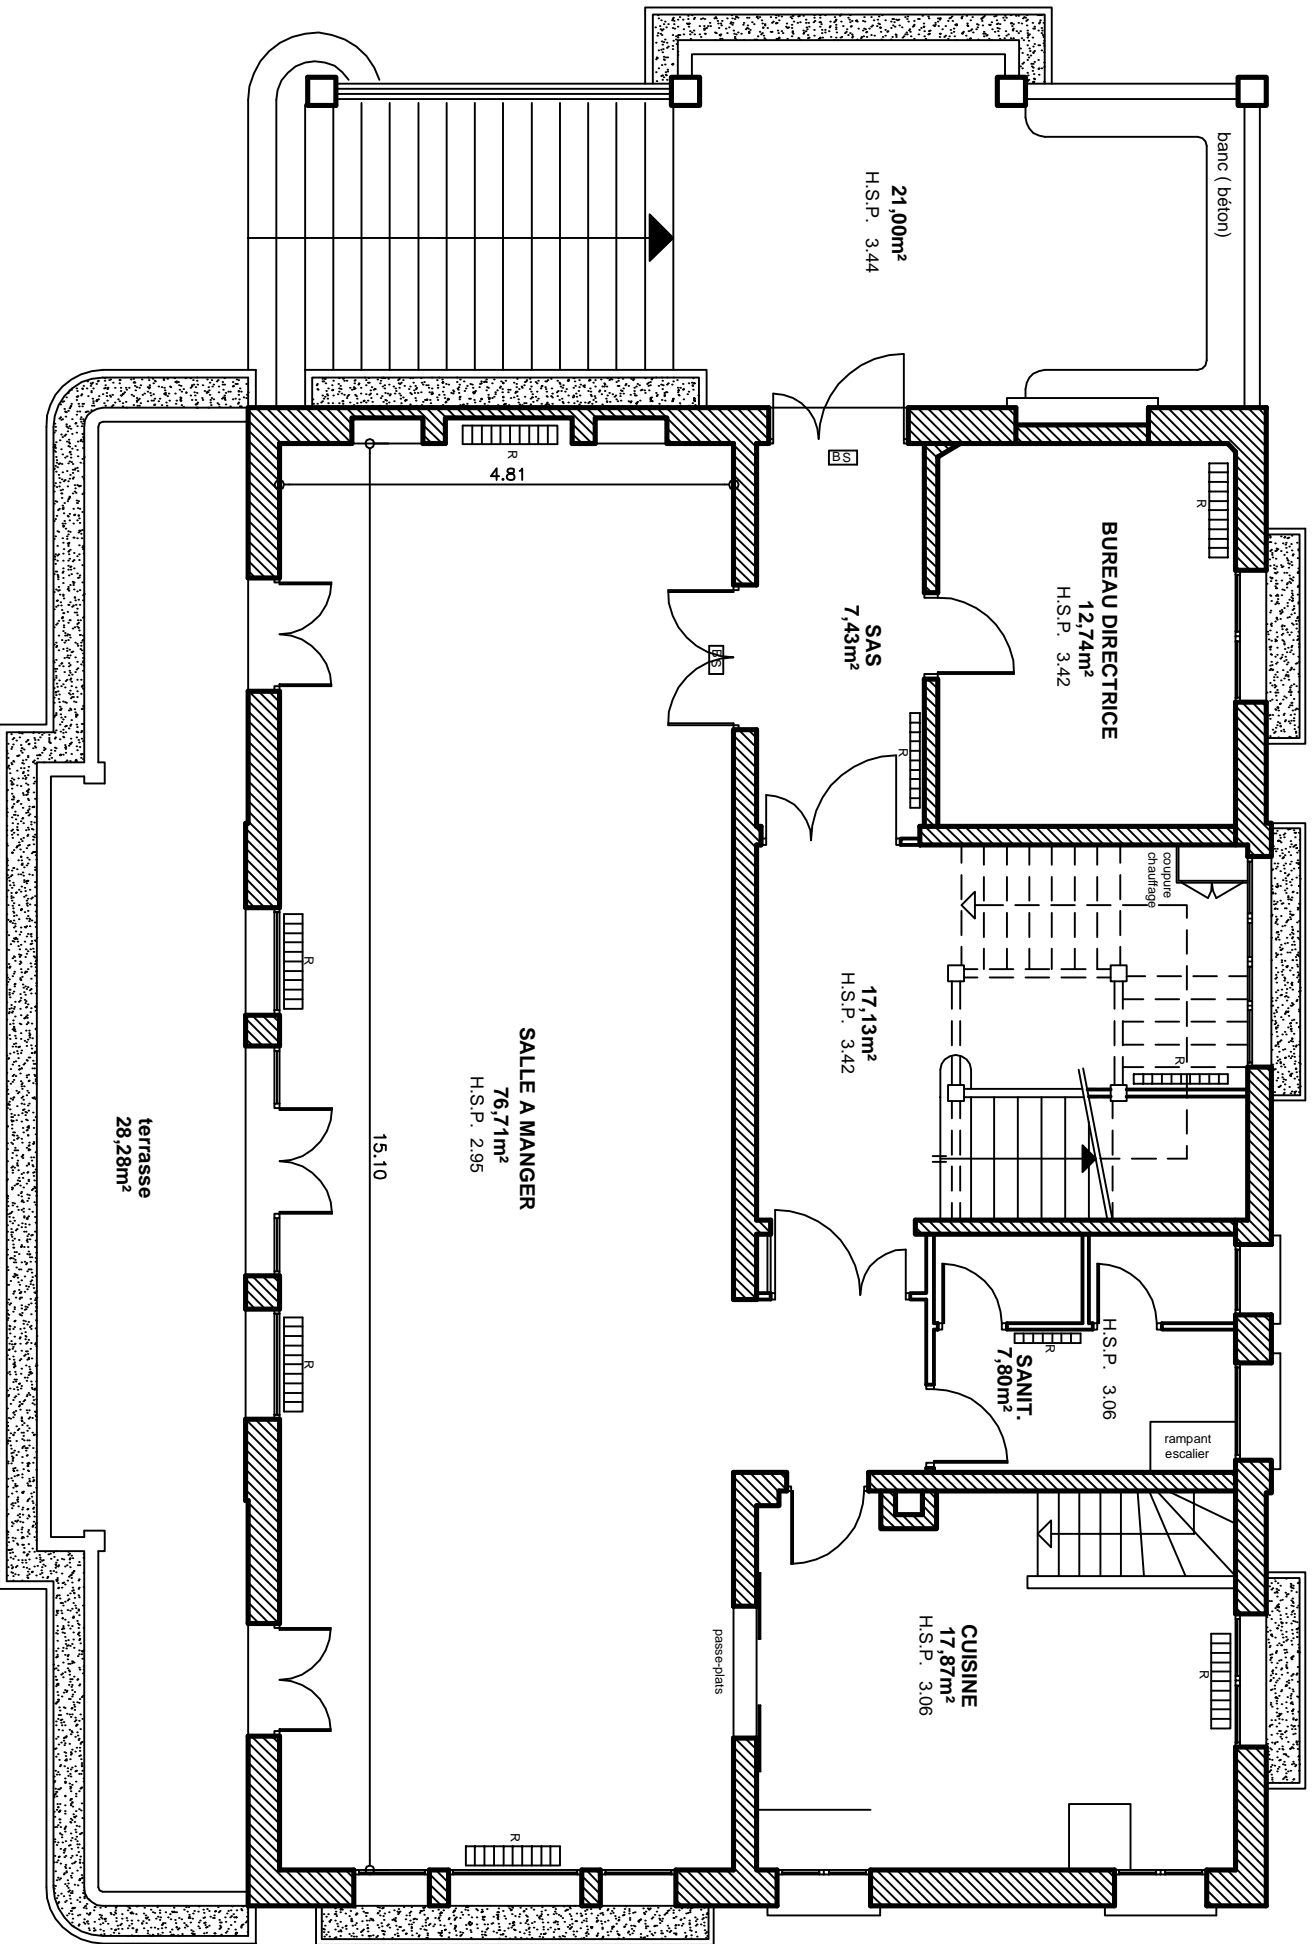 banc ( béton)
21,00m²
H.S.P. 3.44
BS
R
4.81
R
BUREAU DIRECTRICE
12,74m²
H.S.P. 3.42
SAS
7,43m²
BS
R
coupure
chauffage
17,13m²
H.S.P. 3.42
R
R
SALLE A MANGER
76,71m²
H.S.P. 2.95
15.10
terrasse
28,28m²
R
H.S.P. 3.06
SANIT.
7,80m²
R
rampant
escalier
CUISINE
17,87m²
H.S.P. 3.06
R
passe-plats
R